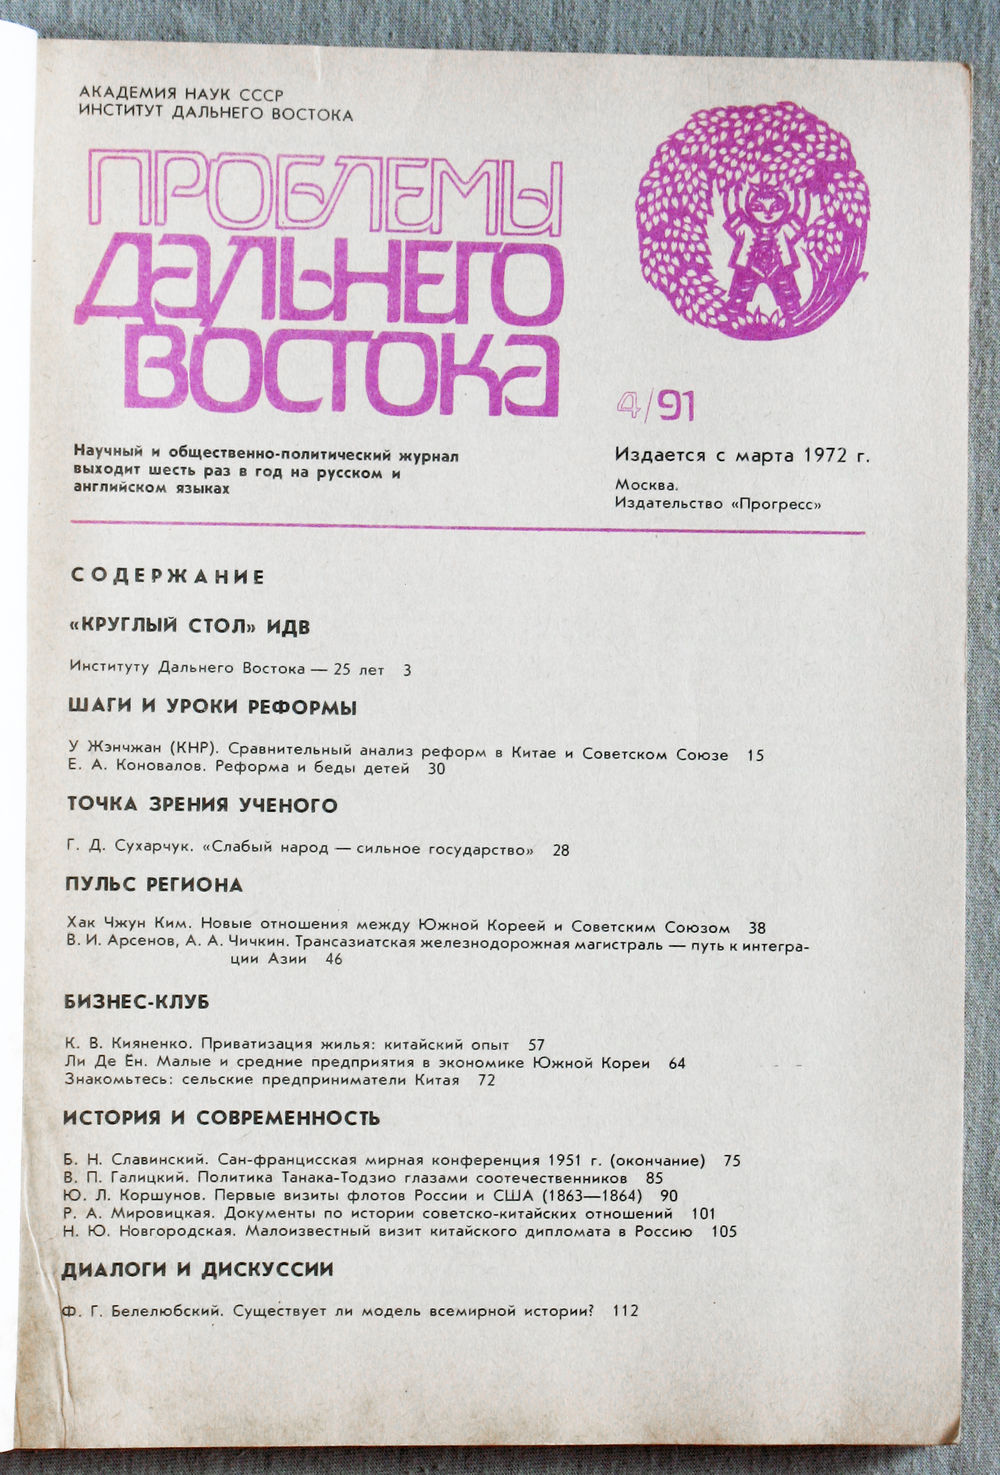 АКАДЕМИЯ НАУК СССР
ИНСТИТУТ ДАЛЬНЕГО ВОСТОКА
ПРОБЛЕМЫ
ДАЛЬНЕГО
ВОСТОКА
4/91
Научный и общественно-политический журнал
выходит шесть раз в год на русском и
английском языках
Издается с марта 1972 г.
Москва.
Издательство «Прогресс»
СОДЕРЖАНИЕ
«КРУГЛЫЙ СТОЛ» ИДВ
Институту Дальнего Востока — 25 лет 3
ШАГИ И УРОКИ РЕФОРМЫ
У Жэнчжан (КНР). Сравнительный анализ реформ в Китае и Советском Союзе 15
Е. А. Коновалов. Реформа и беды детей 30
ТОЧКА ЗРЕНИЯ УЧЕНОГО
Г. Д. Сухарчук. «Слабый народ — сильное государство» 28
ПУЛЬС РЕГИОНА
Хак Чжун Ким. Новые отношения между Южной Кореей и Советским Союзом 38
В. И. Арсенов, А. А. Чичкин. Трансазиатская железнодорожная магистраль — путь к интегра-
ции Азии 46
БИЗНЕС-КЛУБ
К. В. Кияненко. Приватизация жилья: китайский опыт 57
Ли Де Ён. Малые и средние предприятия в экономике Южной Кореи 64
Знакомьтесь: сельские предприниматели Китая 72
ИСТОРИЯ И СОВРЕМЕННОСТЬ
Б. Н. Славинский. Сан-францисская мирная конференция 1951 г. (окончание) 75
В. П. Галицкий. Политика Танака-Тодзио глазами соотечественников 85
Ю. Л. Коршунов. Первые визиты флотов России и США (1863—1864) 90
Р. А. Мировицкая. Документы по истории советско-китайских отношений 101
Н. Ю. Новгородская. Малоизвестный визит китайского дипломата в Россию 105
ДИАЛОГИ И ДИСКУССИИ
Ф. Г. Белелюбский. Существует ли модель всемирной истории? 112